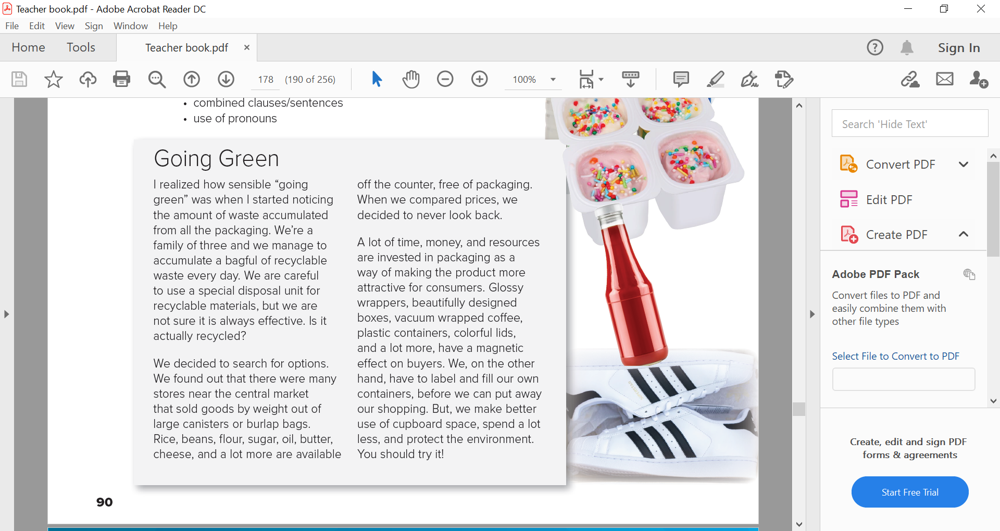 Teacher book.pdf - Adobe Acrobat Reader DC
File Edit View Sign Window Help
Home Tools Teacher book.pdf × Sign In
178 (190 of 256) 100%
• combined clauses/sentences
• use of pronouns
Going Green
I realized how sensible “going
green” was when I started noticing
the amount of waste accumulated
from all the packaging. We’re a
family of three and we manage to
accumulate a bagful of recyclable
waste every day. We are careful
to use a special disposal unit for
recyclable materials, but we are
not sure it is always effective. Is it
actually recycled?
We decided to search for options.
We found out that there were many
stores near the central market
that sold goods by weight out of
large canisters or burlap bags.
Rice, beans, flour, sugar, oil, butter,
cheese, and a lot more are available
off the counter, free of packaging.
When we compared prices, we
decided to never look back.
A lot of time, money, and resources
are invested in packaging as a
way of making the product more
attractive for consumers. Glossy
wrappers, beautifully designed
boxes, vacuum wrapped coffee,
plastic containers, colorful lids,
and a lot more, have a magnetic
effect on buyers. We, on the other
hand, have to label and fill our own
containers, before we can put away
our shopping. But, we make better
use of cupboard space, spend a lot
less, and protect the environment.
You should try it!
90
Search 'Hide Text'
Convert PDF
Edit PDF
Create PDF
Adobe PDF Pack
Convert files to PDF and
easily combine them with
other file types
Select File to Convert to PDF
Create, edit and sign PDF
forms & agreements
Start Free Trial